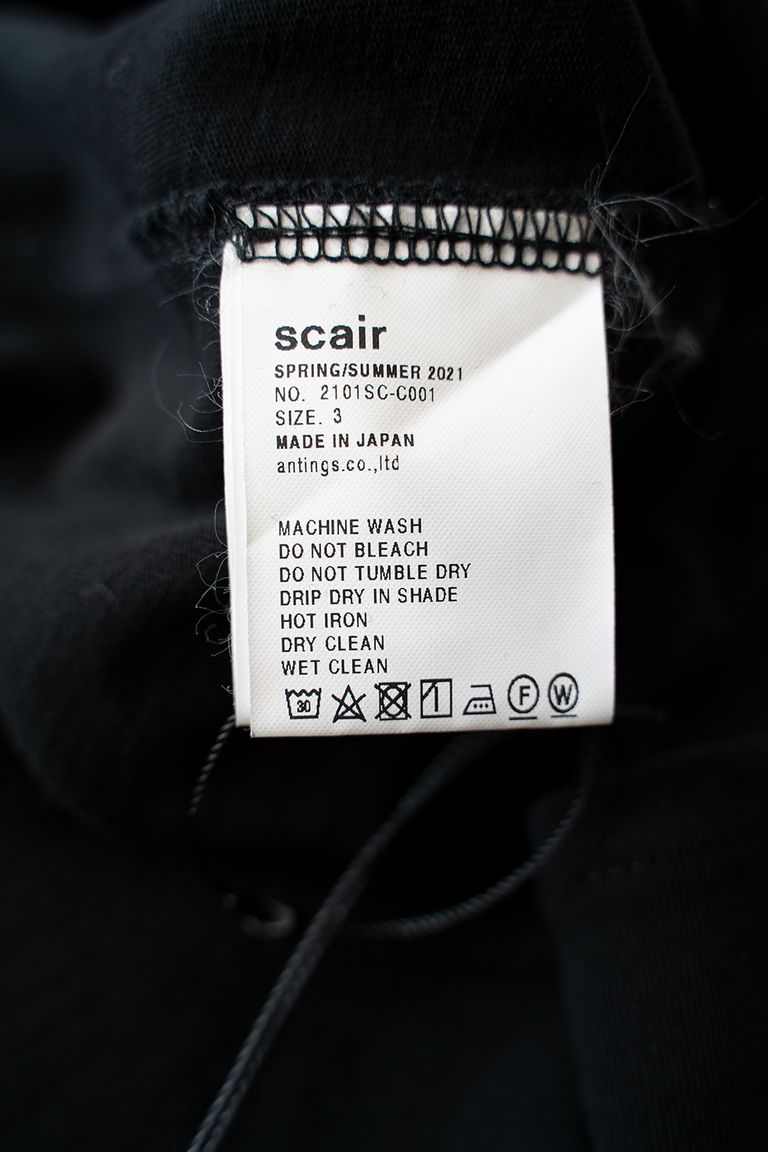 scair
SPRING/SUMMER 2021
NO. 2101SC-C001
SIZE. 3
MADE IN JAPAN
antings.co.,ltd
MACHINE WASH
DO NOT BLEACH
DO NOT TUMBLE DRY
DRIP DRY IN SHADE
HOT IRON
DRY CLEAN
WET CLEAN
30 F W